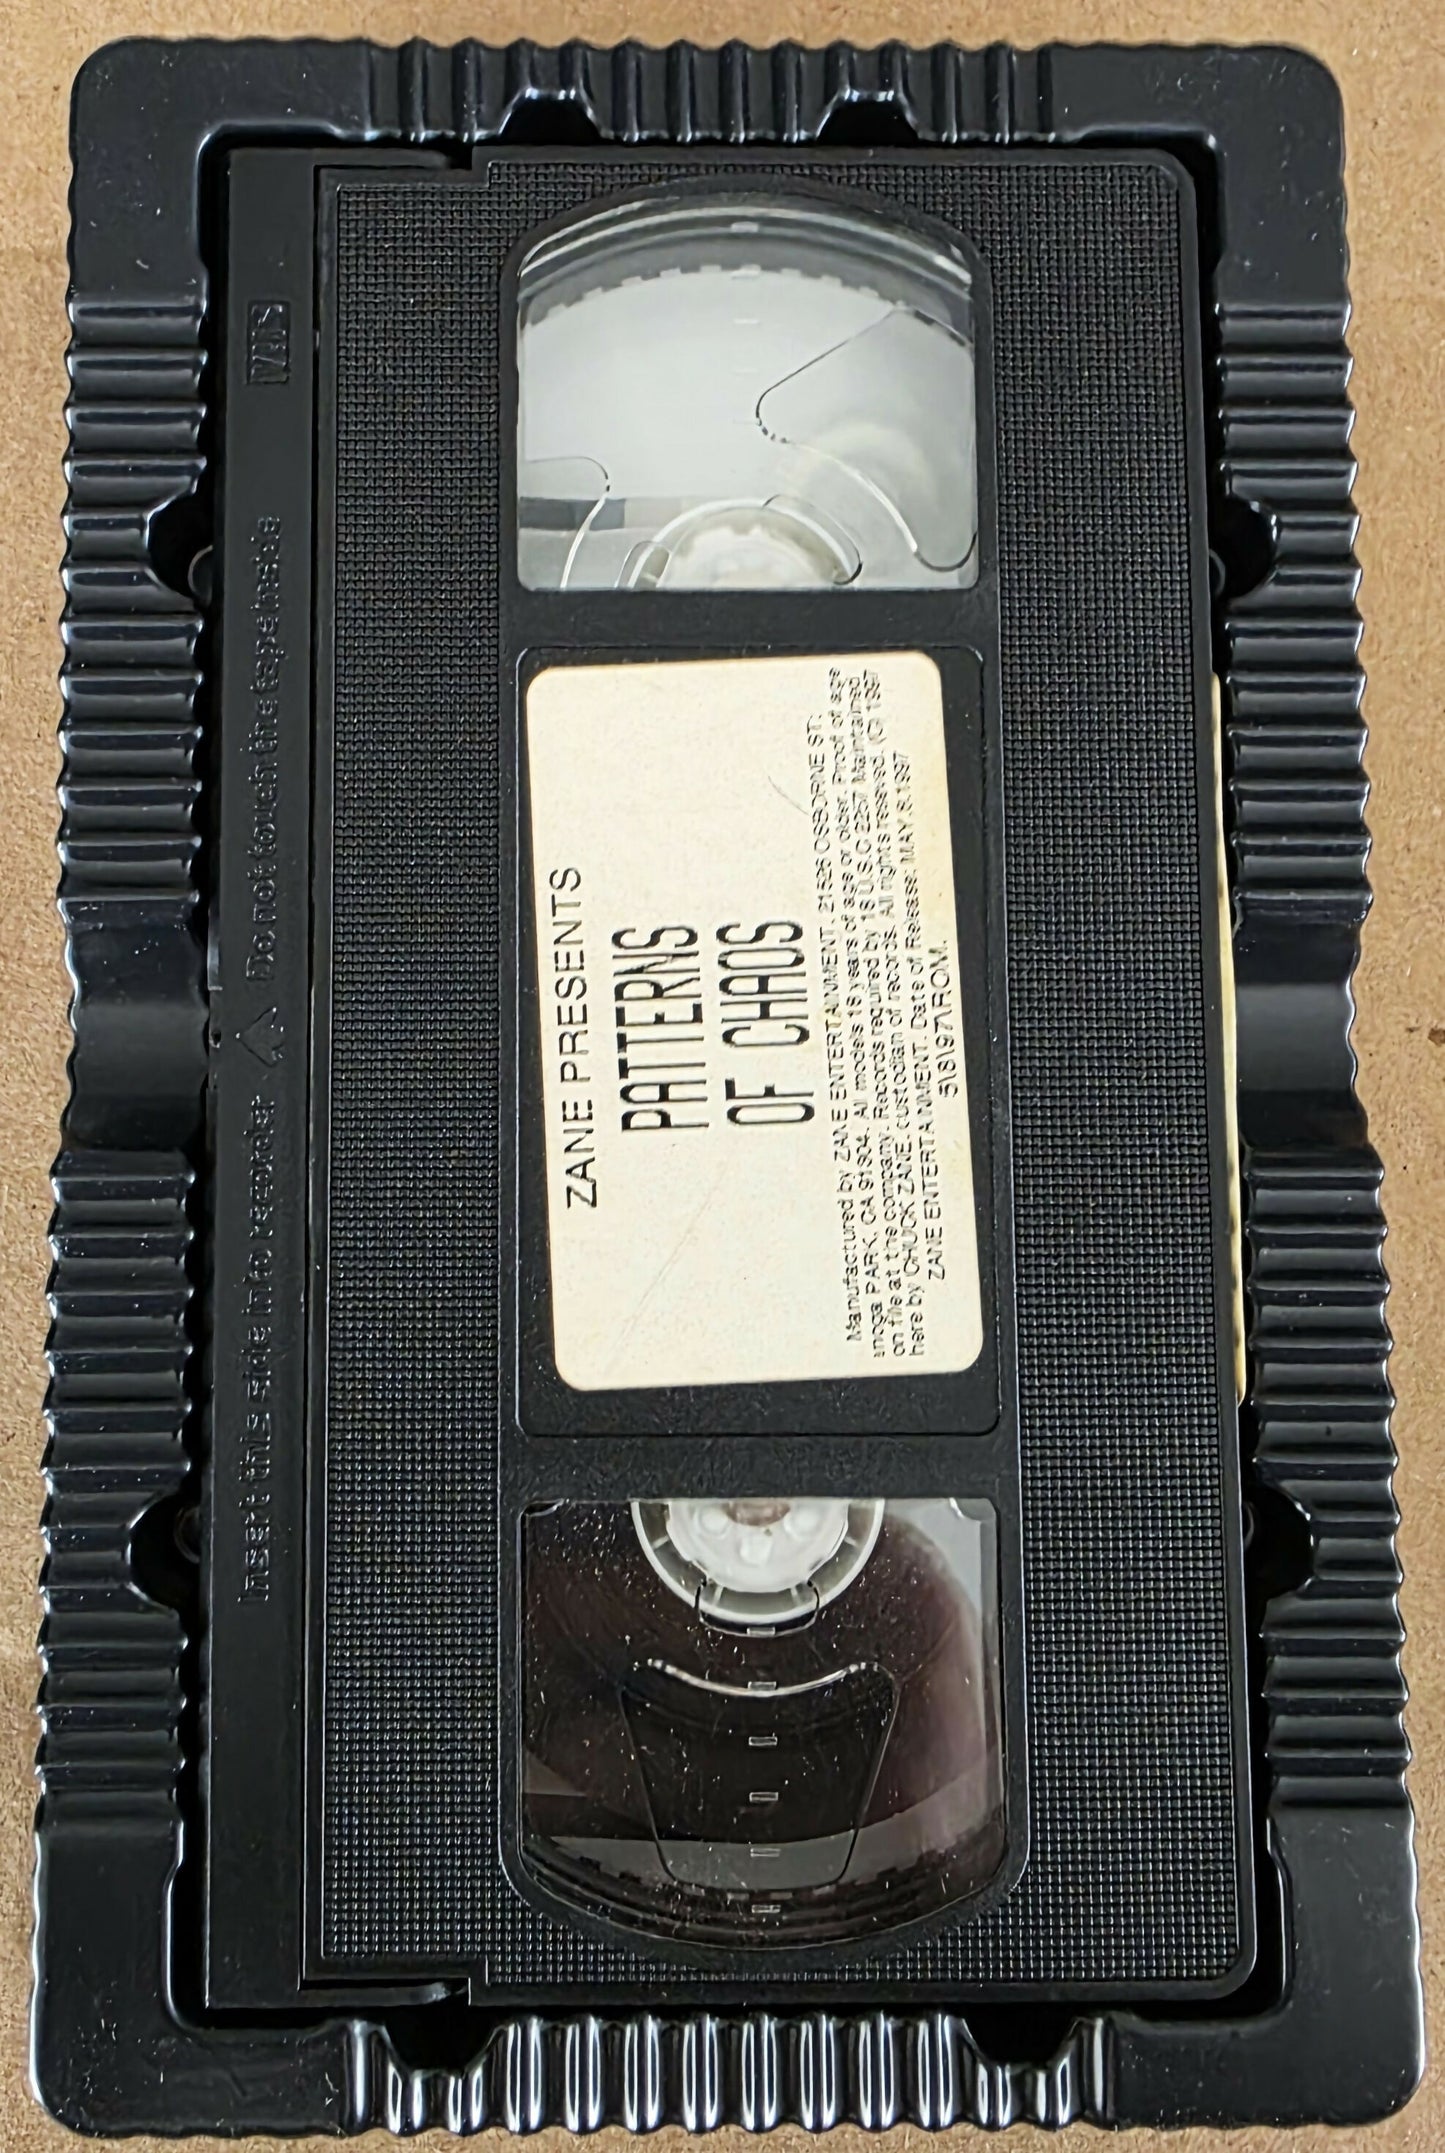 VHS
Insert this side into recorder △ Do not touch the tape inside
ZANE PRESENTS
PATTERNS
OF CHAOS
Manufactured by ZANE ENTERTAINMENT, 21526 OSBORNE ST.
anoga PARK, CA 91304. All models 18 years of age or older. Proof of age
on file at the company. Records required by 18 U.S.C 2257 Maintained
here by CHUCK ZANE. custodian of records. All rights reserved. (C) 1997
ZANE ENTERTAINMENT. Date of Release: MAY. 8.1997
5\8\97\ROM.